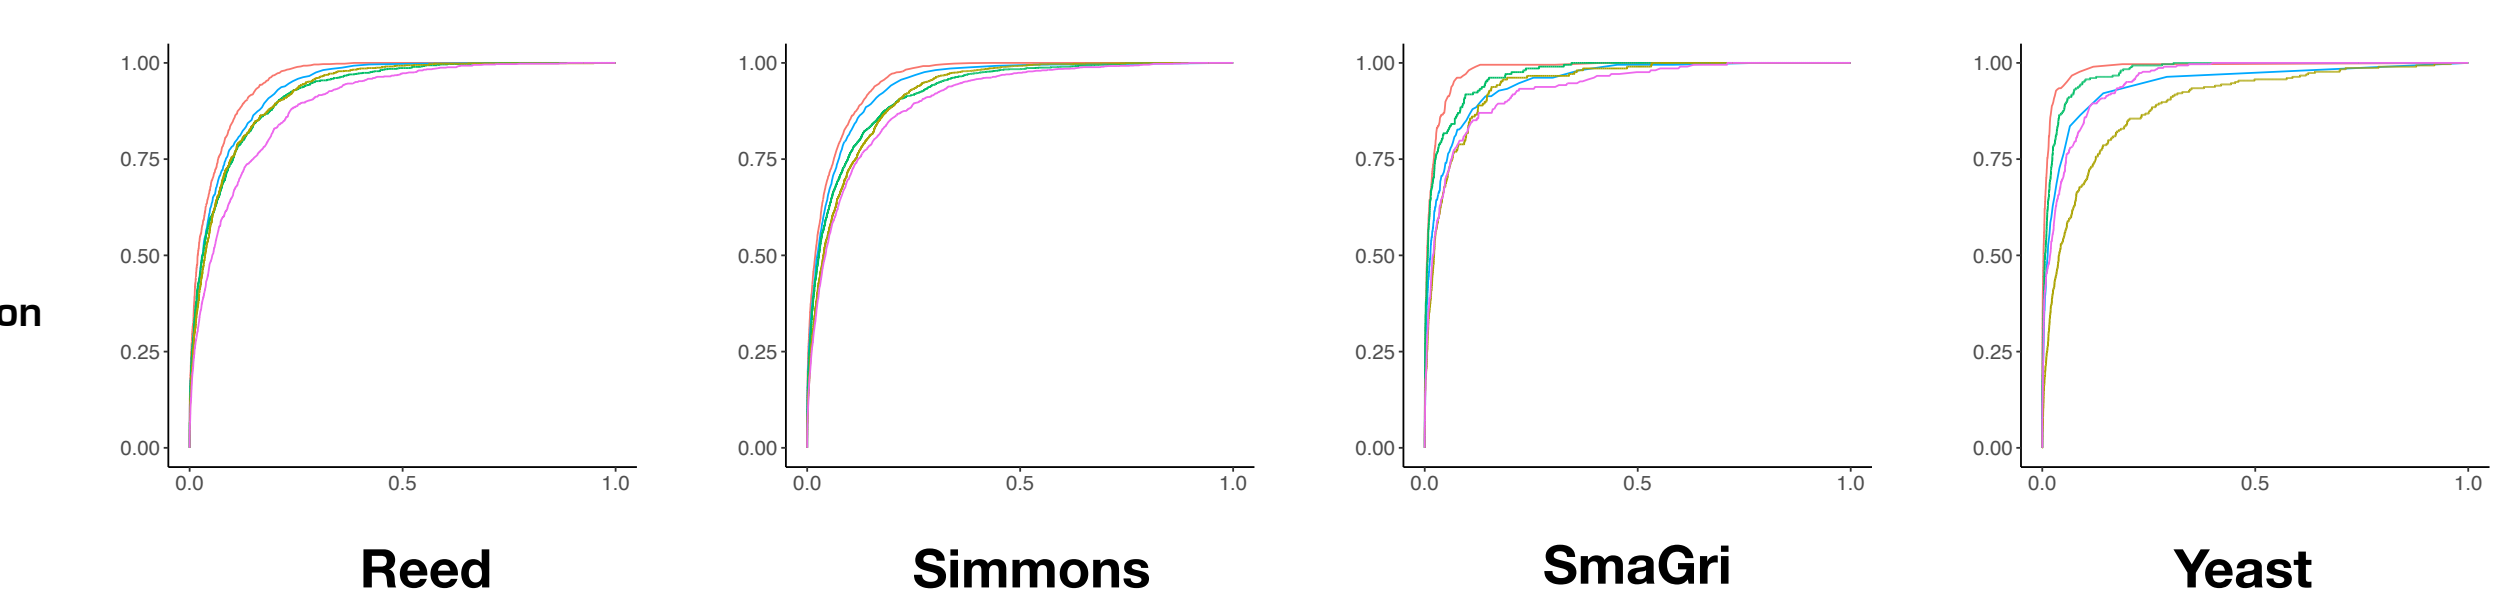 1.00 1.00 1.00 1.00
0.75 0.75 0.75 0.75
0.50 0.50 0.50 0.50
on
0.25 0.25 0.25 0.25
0.00 0.00 0.00 0.00
0.0 0.5 1.0 0.0 0.5 1.0 0.0 0.5 1.0 0.0 0.5 1.0
Reed Simmons SmaGri Yeast